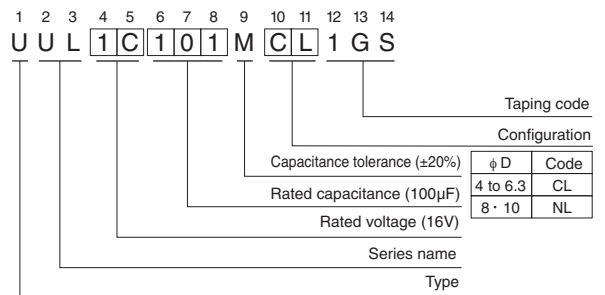 1 2 3 4 5 6 7 8 9 10 11 12 13 14
U U L 1 C 1 0 1 M C L 1 G S
Taping code
Configuration
Capacitance tolerance (±20%)
φ D Code
4 to 6.3 CL
8・10 NL
Rated capacitance (100µF)
Rated voltage (16V)
Series name
Type